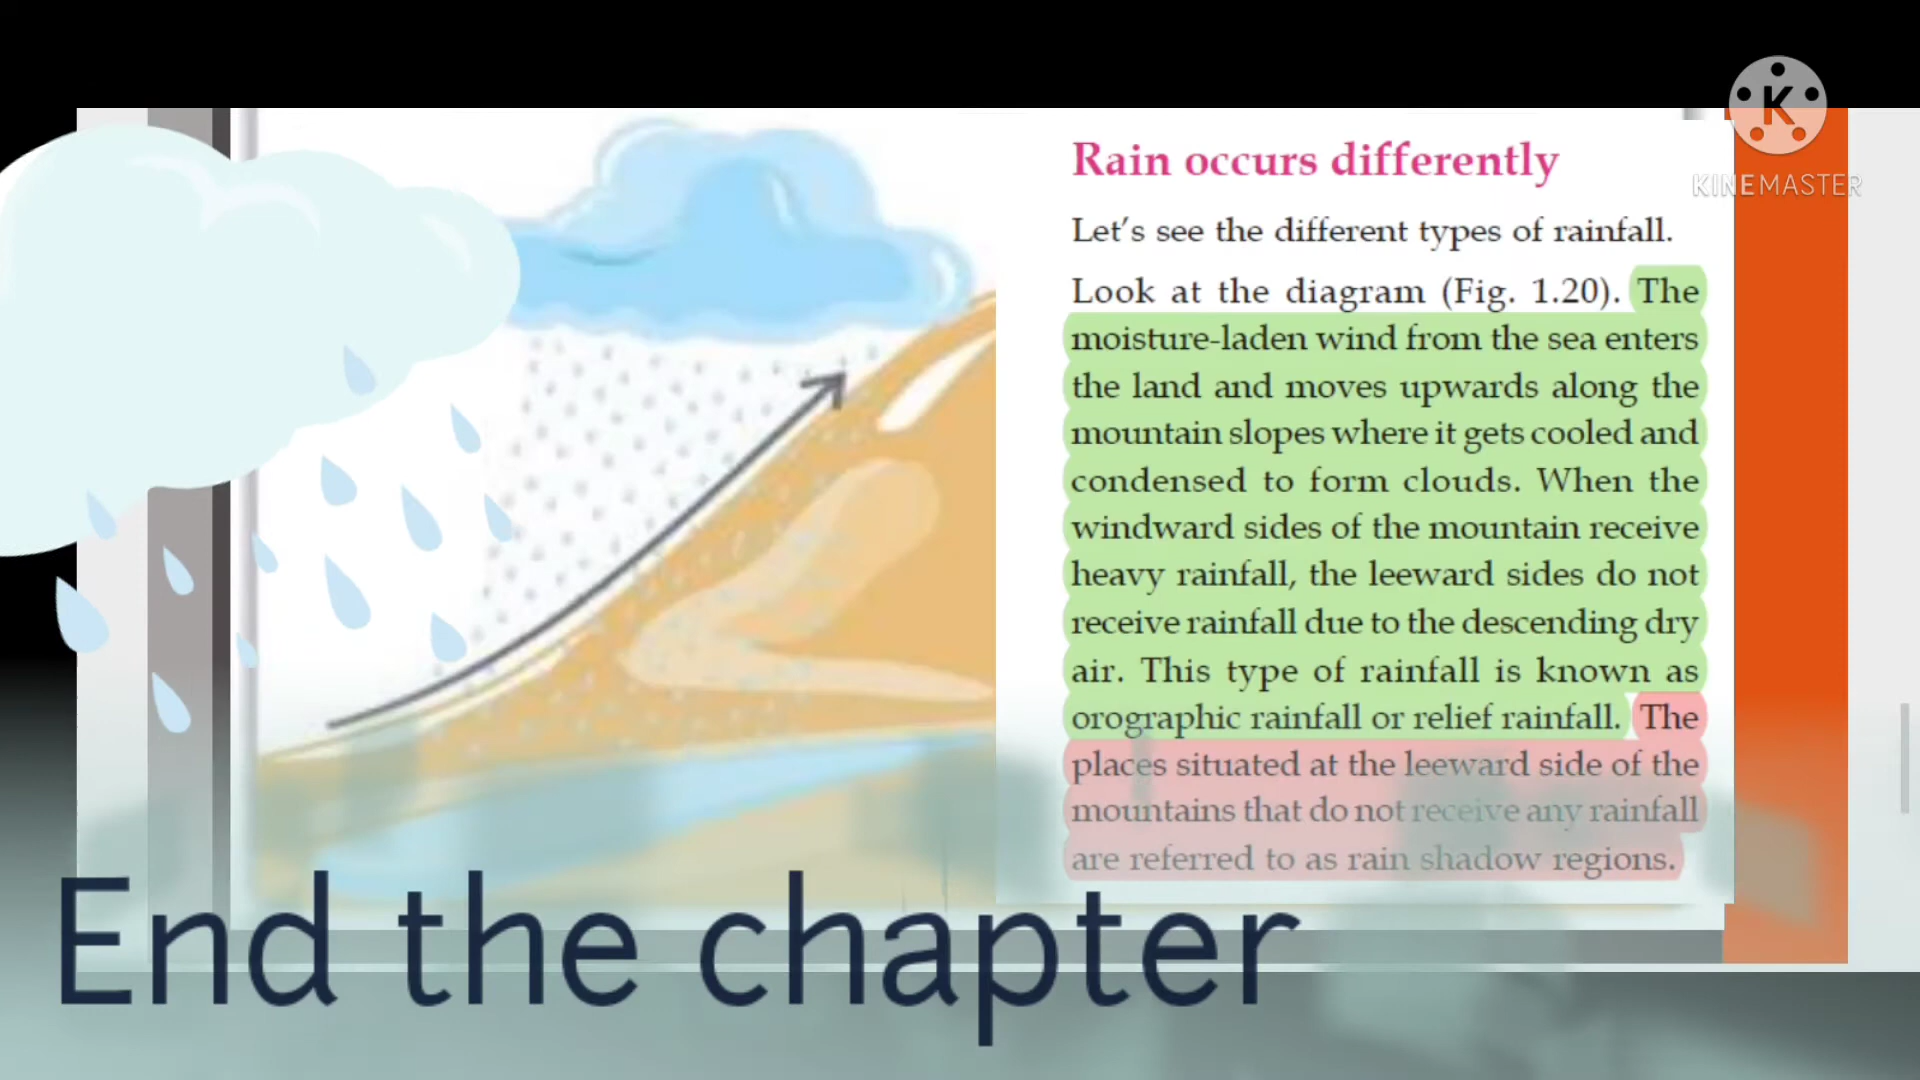 K
KINEMASTER
Rain occurs differently
Let's see the different types of rainfall.
Look at the diagram (Fig. 1.20). The
moisture-laden wind from the sea enters
the land and moves upwards along the
mountain slopes where it gets cooled and
condensed to form clouds. When the
windward sides of the mountain receive
heavy rainfall, the leeward sides do not
receive rainfall due to the descending dry
air. This type of rainfall is known as
orographic rainfall or relief rainfall. The
places situated at the leeward side of the
mountains that do not receive any rainfall
are referred to as rain shadow regions.
End the chapter